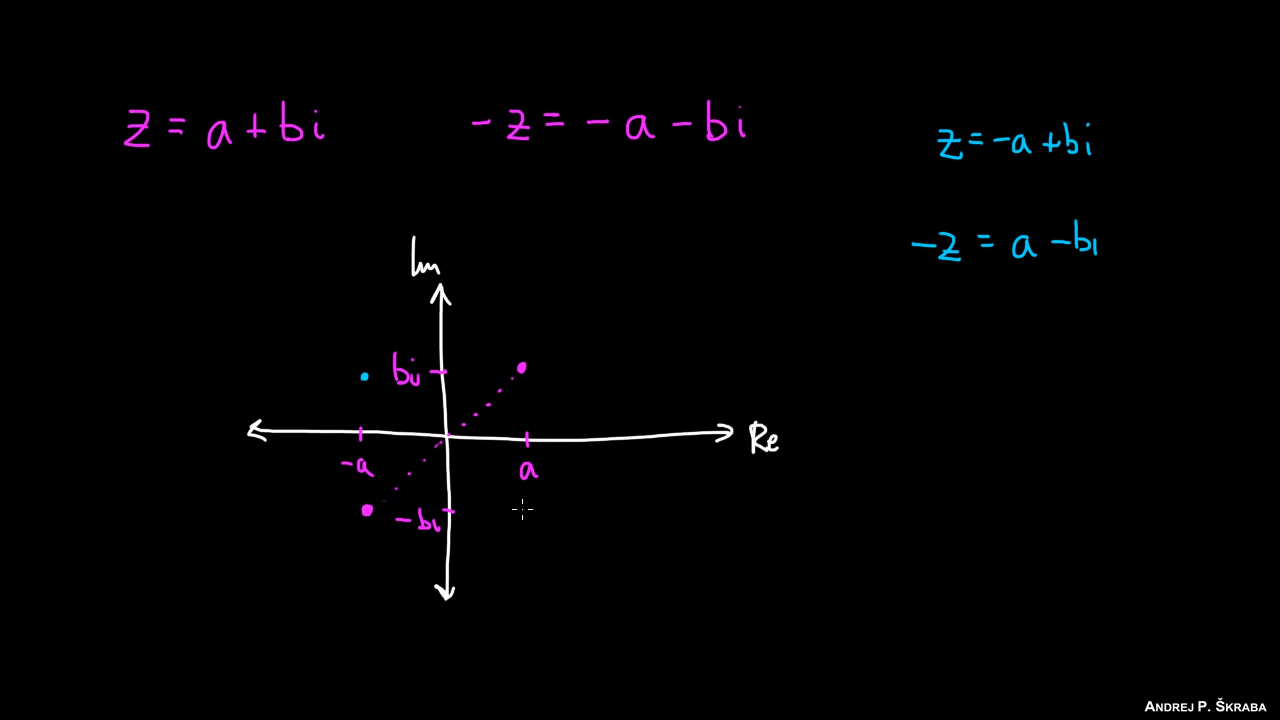 z = a + bi
-z = -a - bi
z = -a + bi
-z = a - bi
Im
bi
Re
-a
a
-bi
ANDREJ P. ŠKRABA